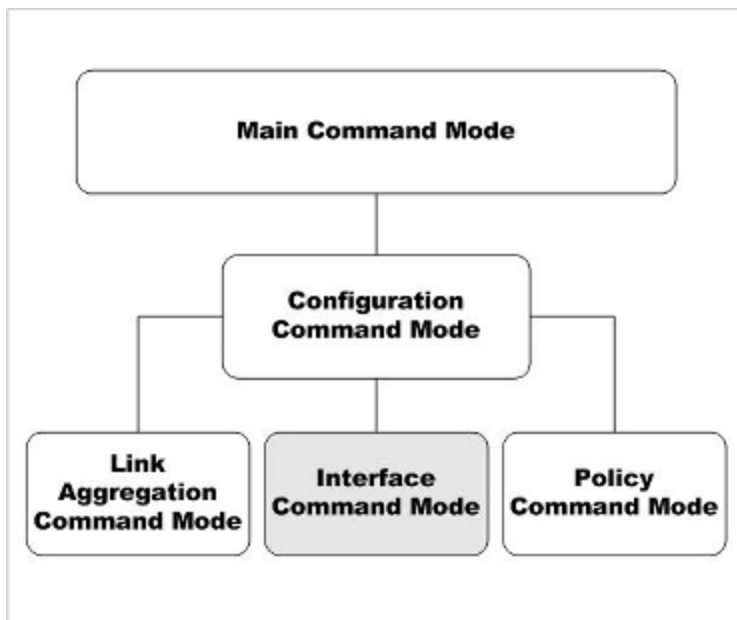 Main Command Mode
Configuration
Command Mode
Link
Aggregation
Command Mode
Interface
Command Mode
Policy
Command Mode